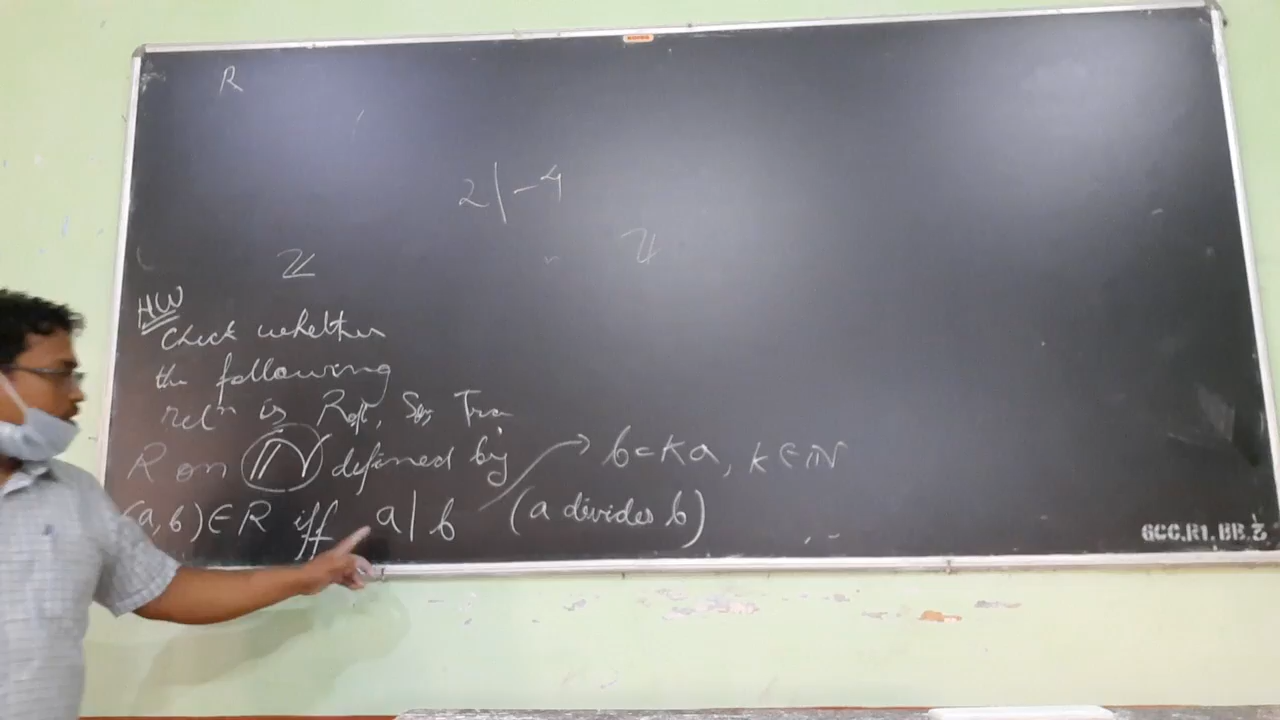 R
2|-4
ℤ
ℤ
HW
Check whether
the following
relⁿ is Ref, Sy, Tra
R on ℕ defined by → b=Ka, K∈ℕ
(a,b)∈R iff a|b (a divides b)
GCC.R1.BB.2